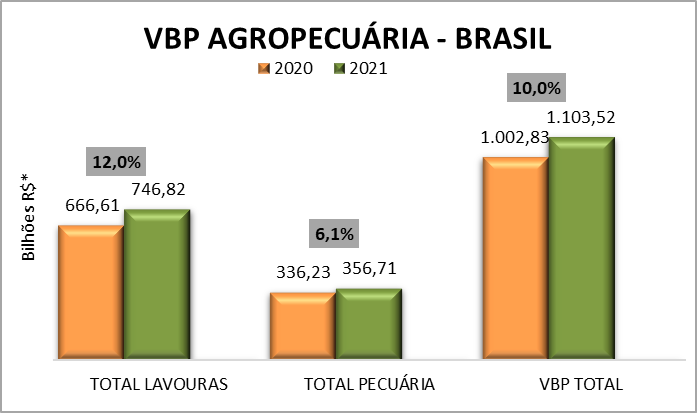 VBP AGROPECUÁRIA - BRASIL
2020 2021
10,0%
1.002,83 1.103,52
12,0%
666,61 746,82
6,1%
336,23 356,71
Bilhões R$*
TOTAL LAVOURAS TOTAL PECUÁRIA VBP TOTAL